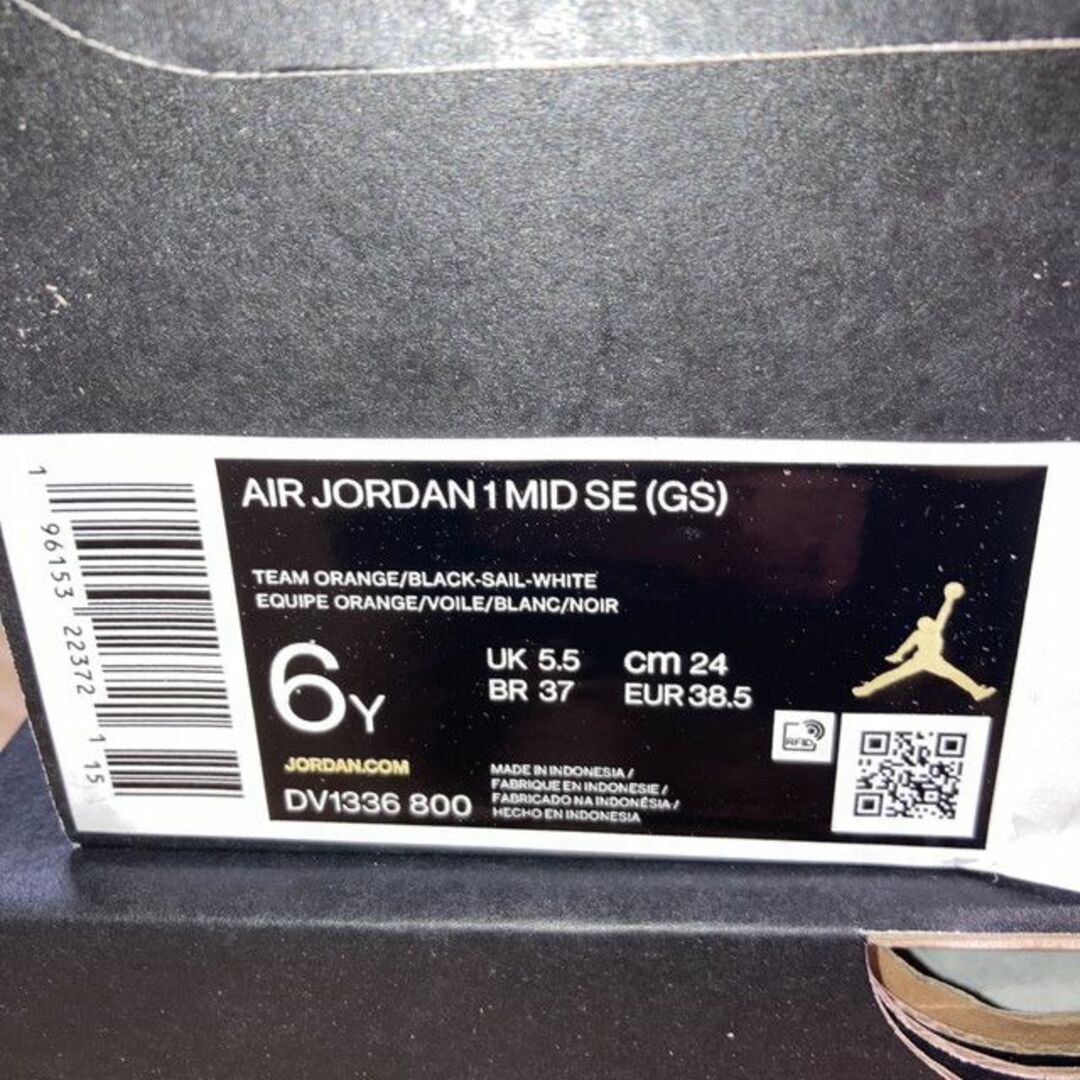 AIR JORDAN 1 MID SE (GS)
TEAM ORANGE/BLACK-SAIL-WHITE
EQUIPE ORANGE/VOILE/BLANC/NOIR
6Y
UK 5.5
BR 37
cm 24
EUR 38.5
RFID
JORDAN.COM
DV1336 800
MADE IN INDONESIA /
FABRIQUE EN INDONESIE /
FABRICADO NA INDONÉSIA /
HECHO EN INDONESIA
1 96153 22372 1 15